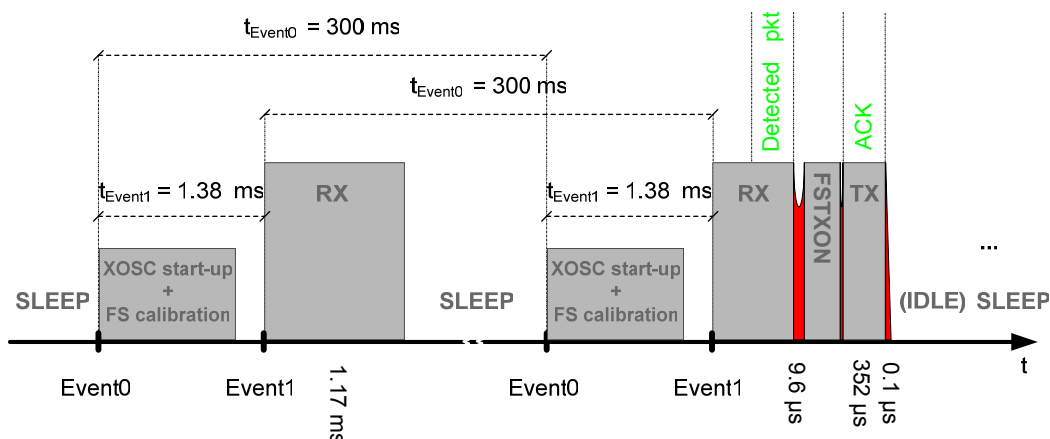 tEvent0 = 300 ms
tEvent0 = 300 ms
Detected pkt
ACK
tEvent1 = 1.38 ms
RX
tEvent1 = 1.38 ms
RX
FSTXON
TX
XOSC start-up
+
FS calibration
XOSC start-up
+
FS calibration
...
SLEEP
SLEEP
(IDLE) SLEEP
t
Event0
Event1
1.17 ms
Event0
Event1
9.6 µs
352 µs
0.1 µs